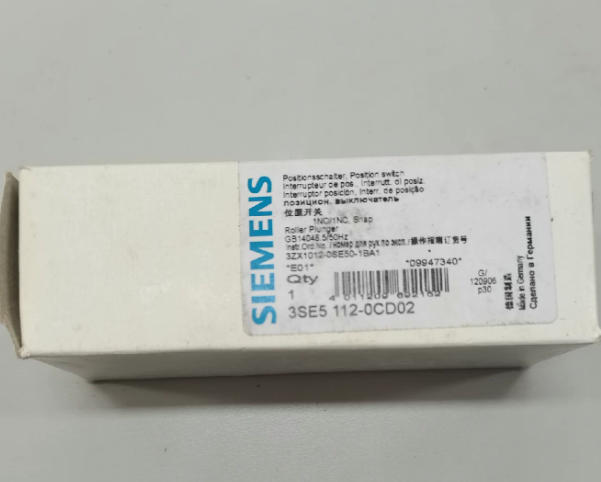 SIEMENS
Positionsschalter, Position switch
Interrupteur de pos., Interrutt. di posiz.
Interruptor posición, Interr. de posição
позицион. выключатель
位置开关
1NO/1NC, Snap
Roller Plunger
GB14048.5/50Hz
Instr.Ord.No. / Номер для рук.по эксп. / 操作指南订货号
3ZX1012-0SE50-1BA1
"E01" "09947340"
Qty
1
3SE5 112-0CD02
G/
120906
p30
德国制造
Made in Germany
Сделано в Германии